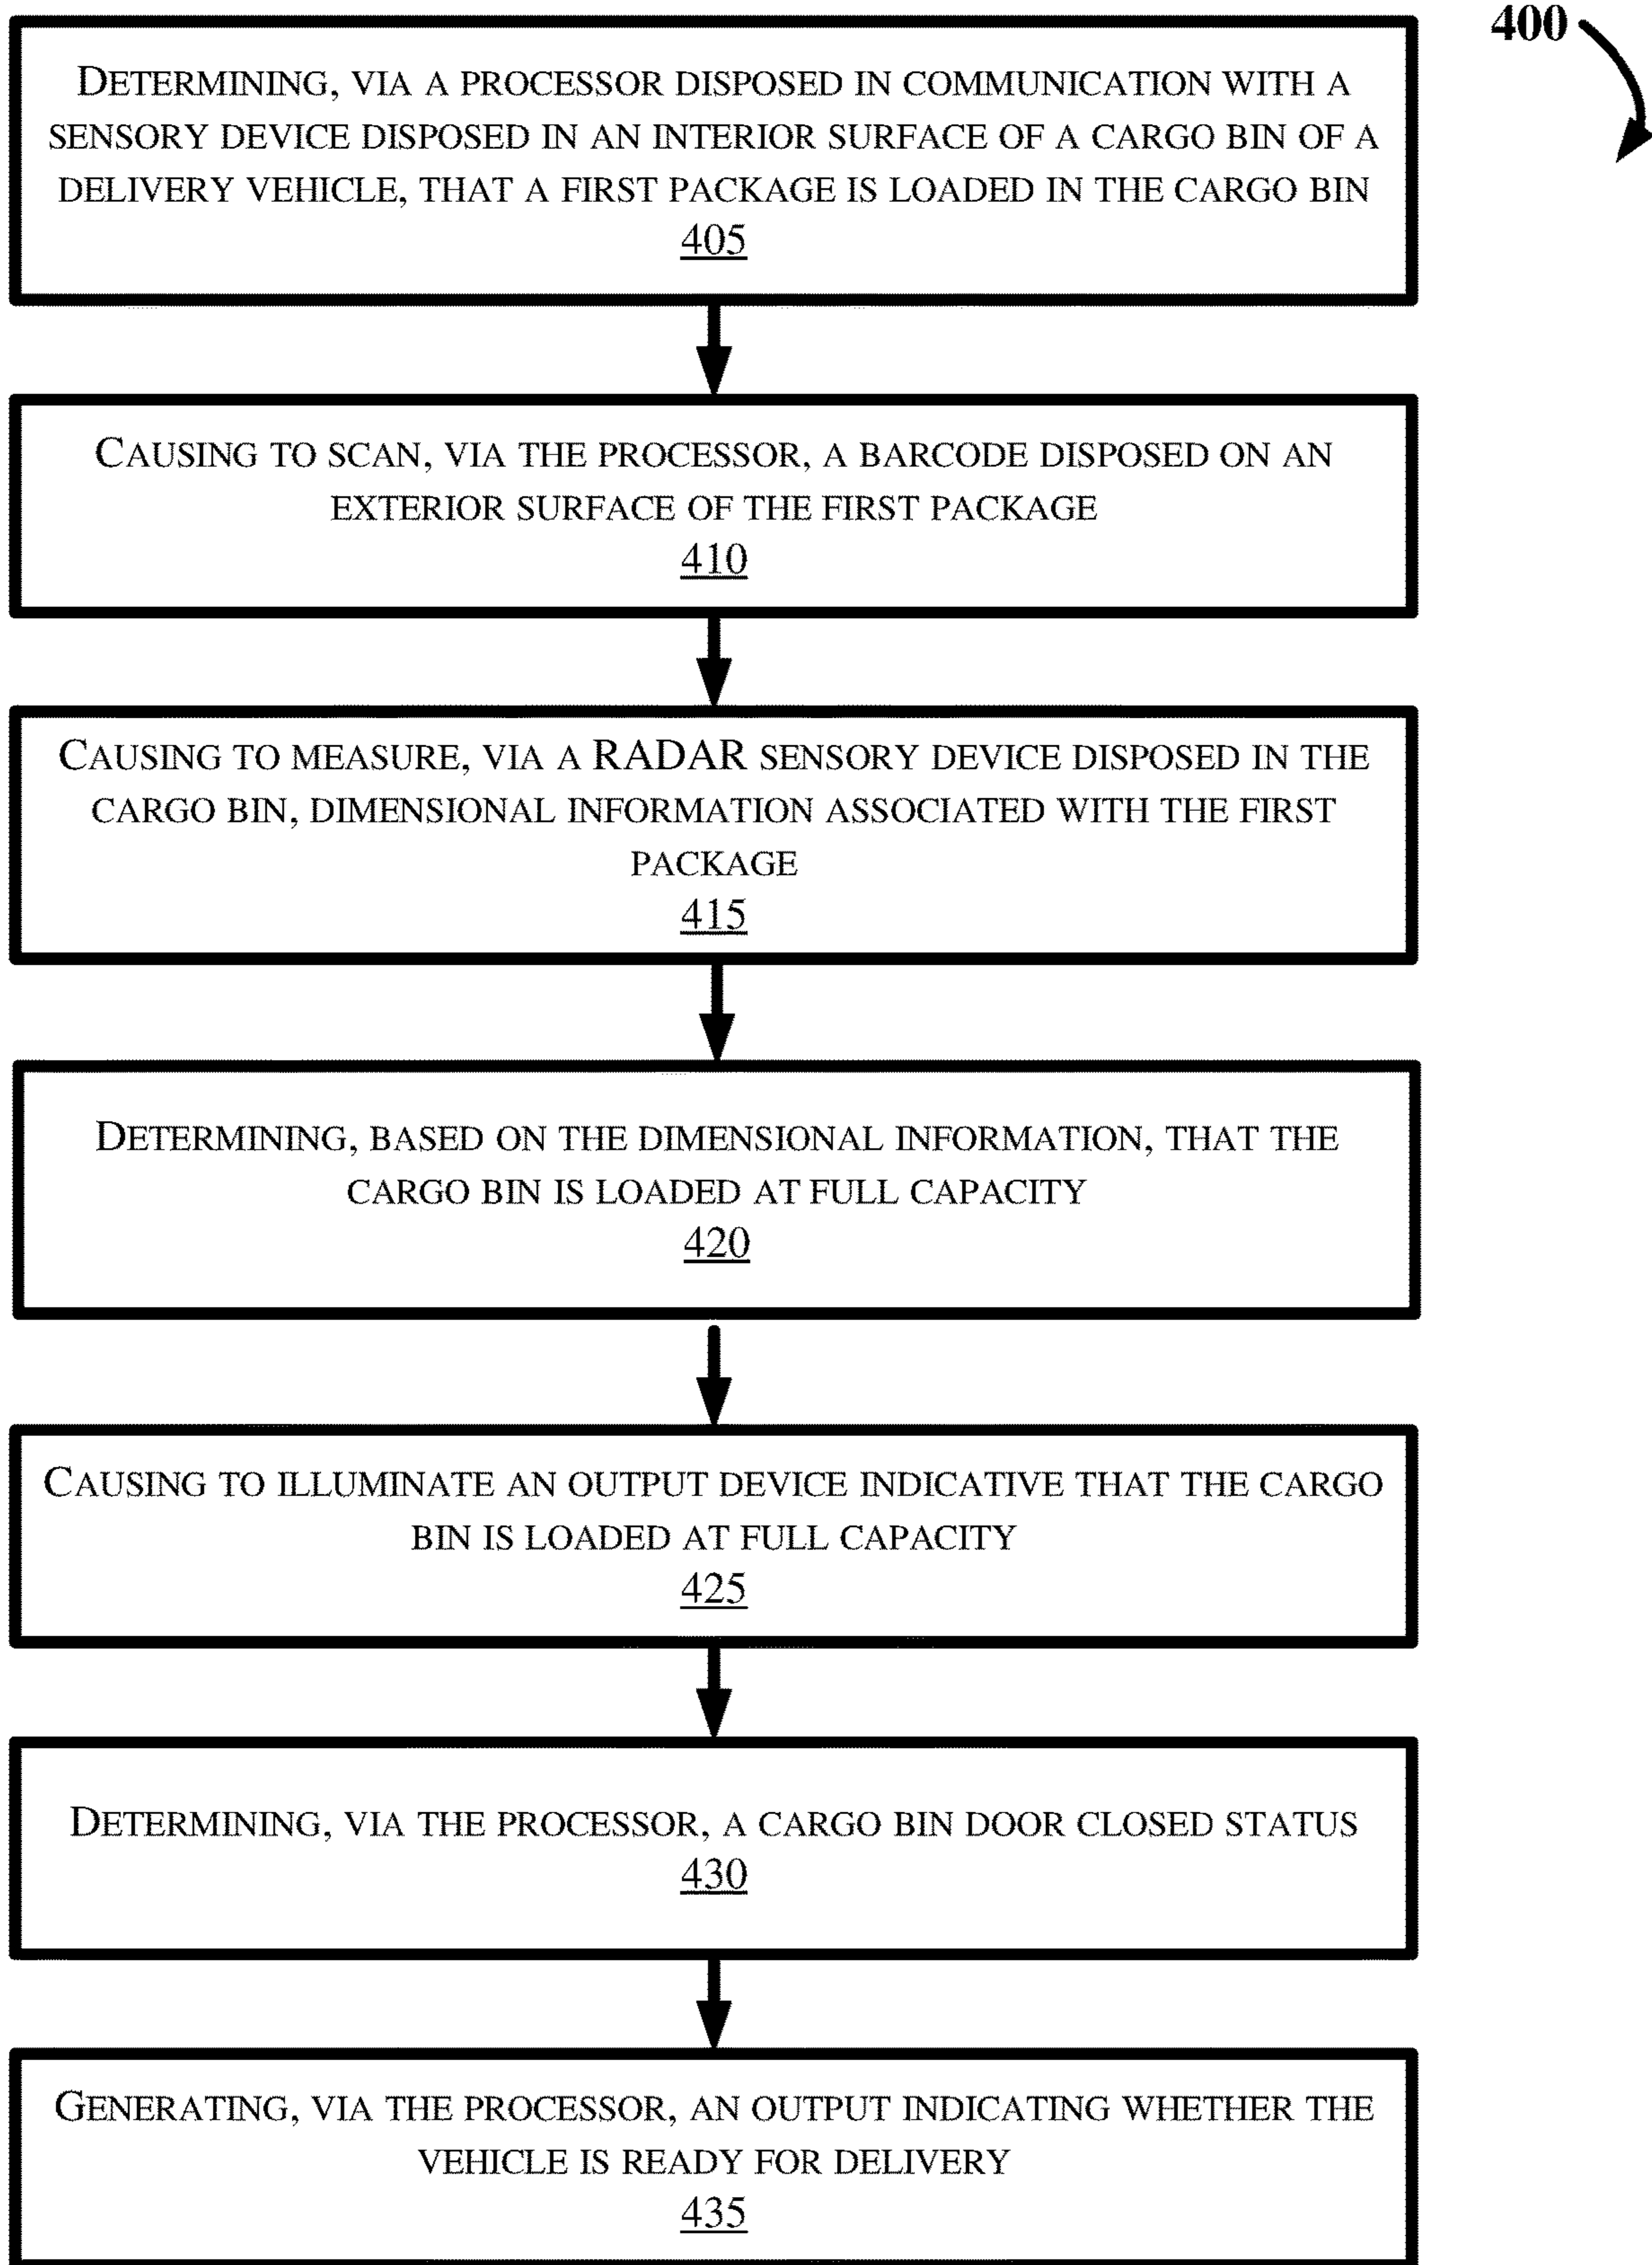 400
DETERMINING, VIA A PROCESSOR DISPOSED IN COMMUNICATION WITH A
SENSORY DEVICE DISPOSED IN AN INTERIOR SURFACE OF A CARGO BIN OF A
DELIVERY VEHICLE, THAT A FIRST PACKAGE IS LOADED IN THE CARGO BIN
405
CAUSING TO SCAN, VIA THE PROCESSOR, A BARCODE DISPOSED ON AN
EXTERIOR SURFACE OF THE FIRST PACKAGE
410
CAUSING TO MEASURE, VIA A RADAR SENSORY DEVICE DISPOSED IN THE
CARGO BIN, DIMENSIONAL INFORMATION ASSOCIATED WITH THE FIRST
PACKAGE
415
DETERMINING, BASED ON THE DIMENSIONAL INFORMATION, THAT THE
CARGO BIN IS LOADED AT FULL CAPACITY
420
CAUSING TO ILLUMINATE AN OUTPUT DEVICE INDICATIVE THAT THE CARGO
BIN IS LOADED AT FULL CAPACITY
425
DETERMINING, VIA THE PROCESSOR, A CARGO BIN DOOR CLOSED STATUS
430
GENERATING, VIA THE PROCESSOR, AN OUTPUT INDICATING WHETHER THE
VEHICLE IS READY FOR DELIVERY
435